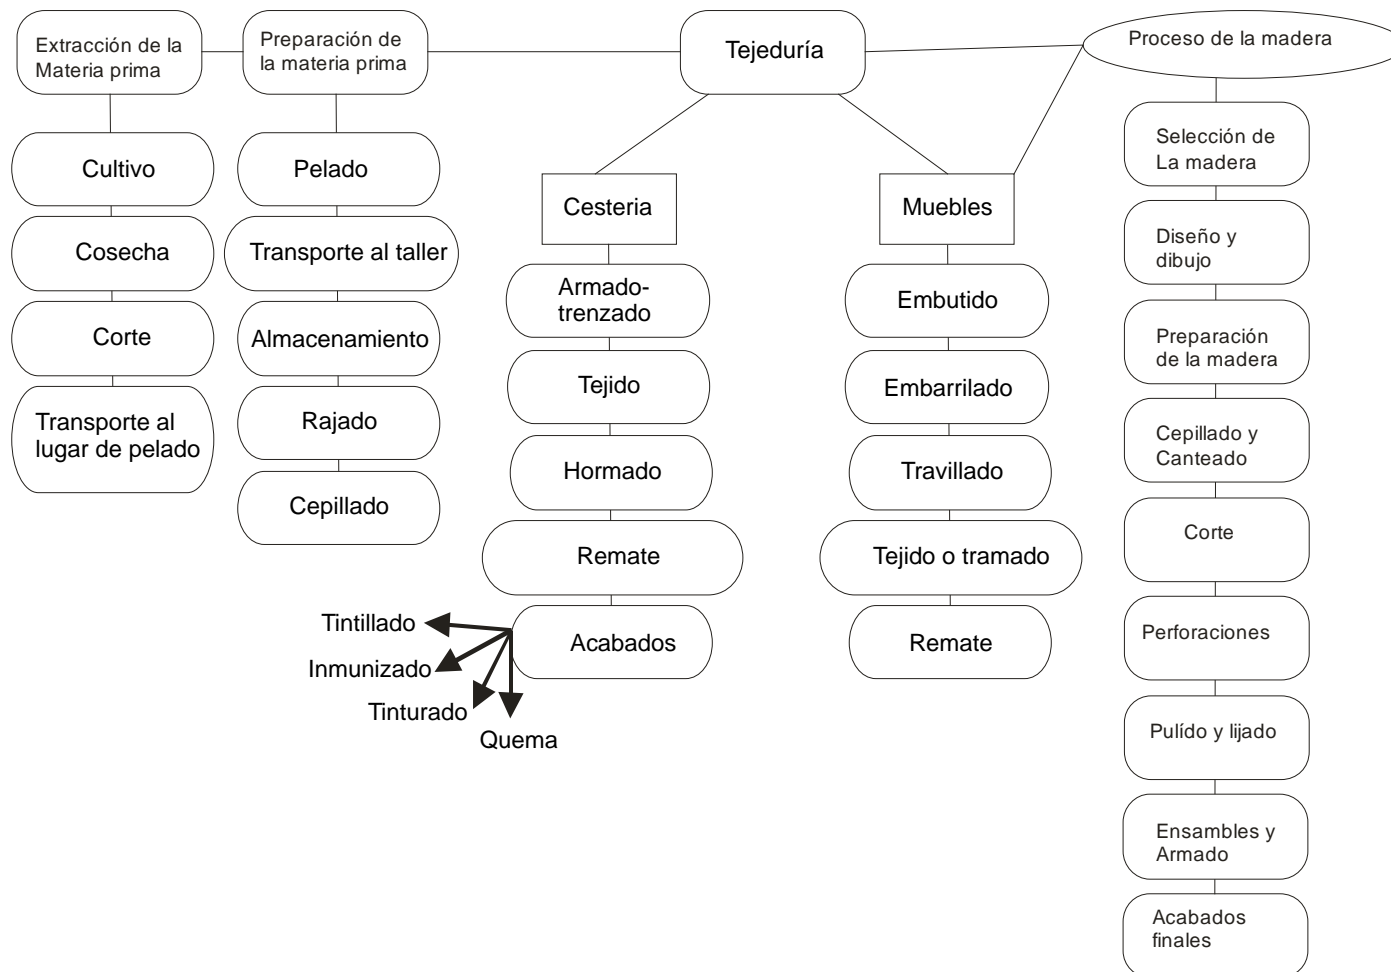 Extracción de la
Materia prima
Preparación de
la materia prima
Tejeduría
Proceso de la madera
Cultivo
Cosecha
Corte
Transporte al
lugar de pelado
Pelado
Transporte al taller
Almacenamiento
Rajado
Cepillado
Cesteria
Armado-
trenzado
Tejido
Hormado
Remate
Acabados
Tintillado
Inmunizado
Tinturado
Quema
Muebles
Embutido
Embarrilado
Travillado
Tejido o tramado
Remate
Selección de
La madera
Diseño y
dibujo
Preparación
de la madera
Cepillado y
Canteado
Corte
Perforaciones
Pulído y lijado
Ensambles y
Armado
Acabados
finales